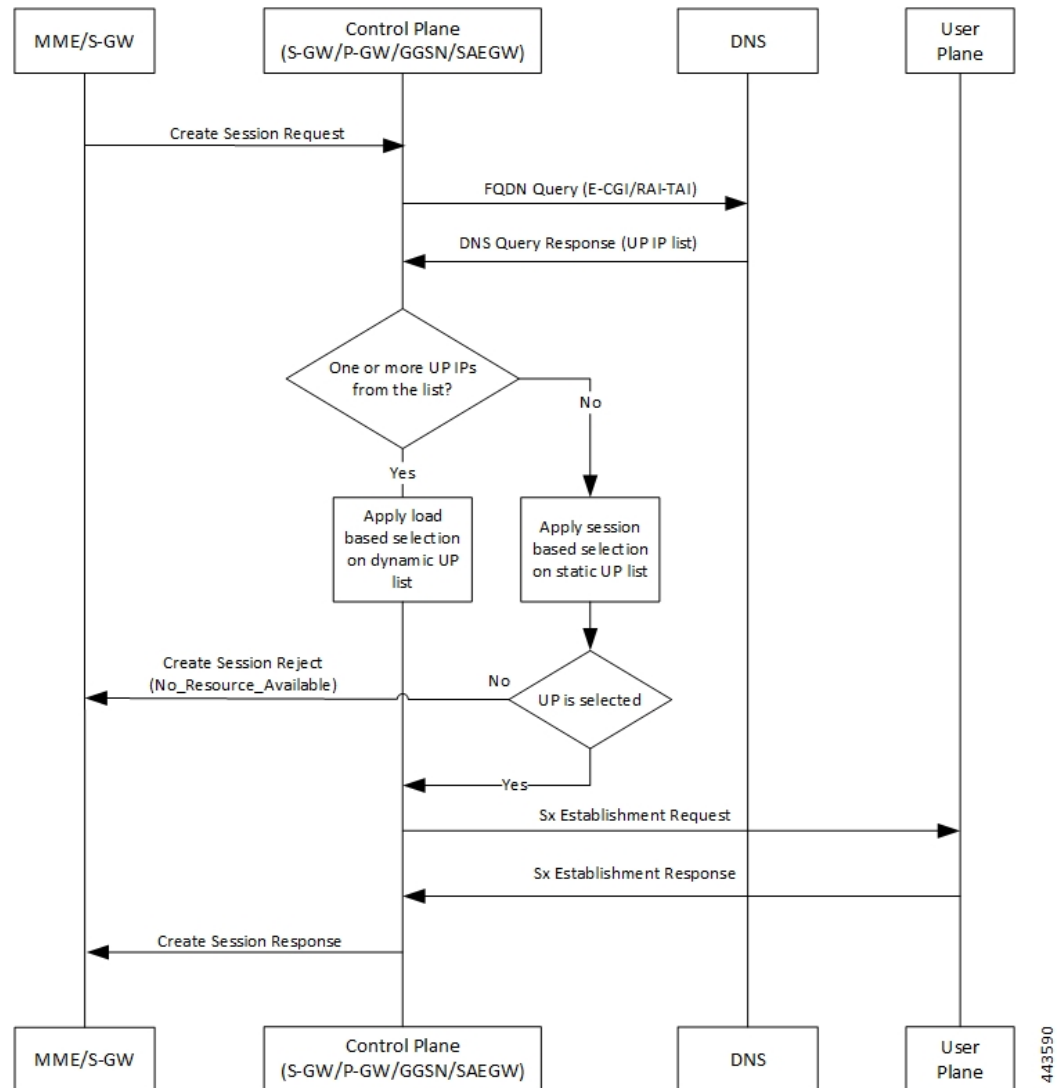 MME/S-GW
Control Plane
(S-GW/P-GW/GGSN/SAEGW)
DNS
User
Plane
Create Session Request
FQDN Query (E-CGI/RAI-TAI)
DNS Query Response (UP IP list)
One or more UP IPs
from the list?
No
Yes
Apply load
based selection
on dynamic UP
list
Apply session
based selection
on static UP list
Create Session Reject
(No_Resource_Available)
No
UP is selected
Yes
Sx Establishment Request
Sx Establishment Response
Create Session Response
MME/S-GW
Control Plane
(S-GW/P-GW/GGSN/SAEGW)
DNS
User
Plane
443590